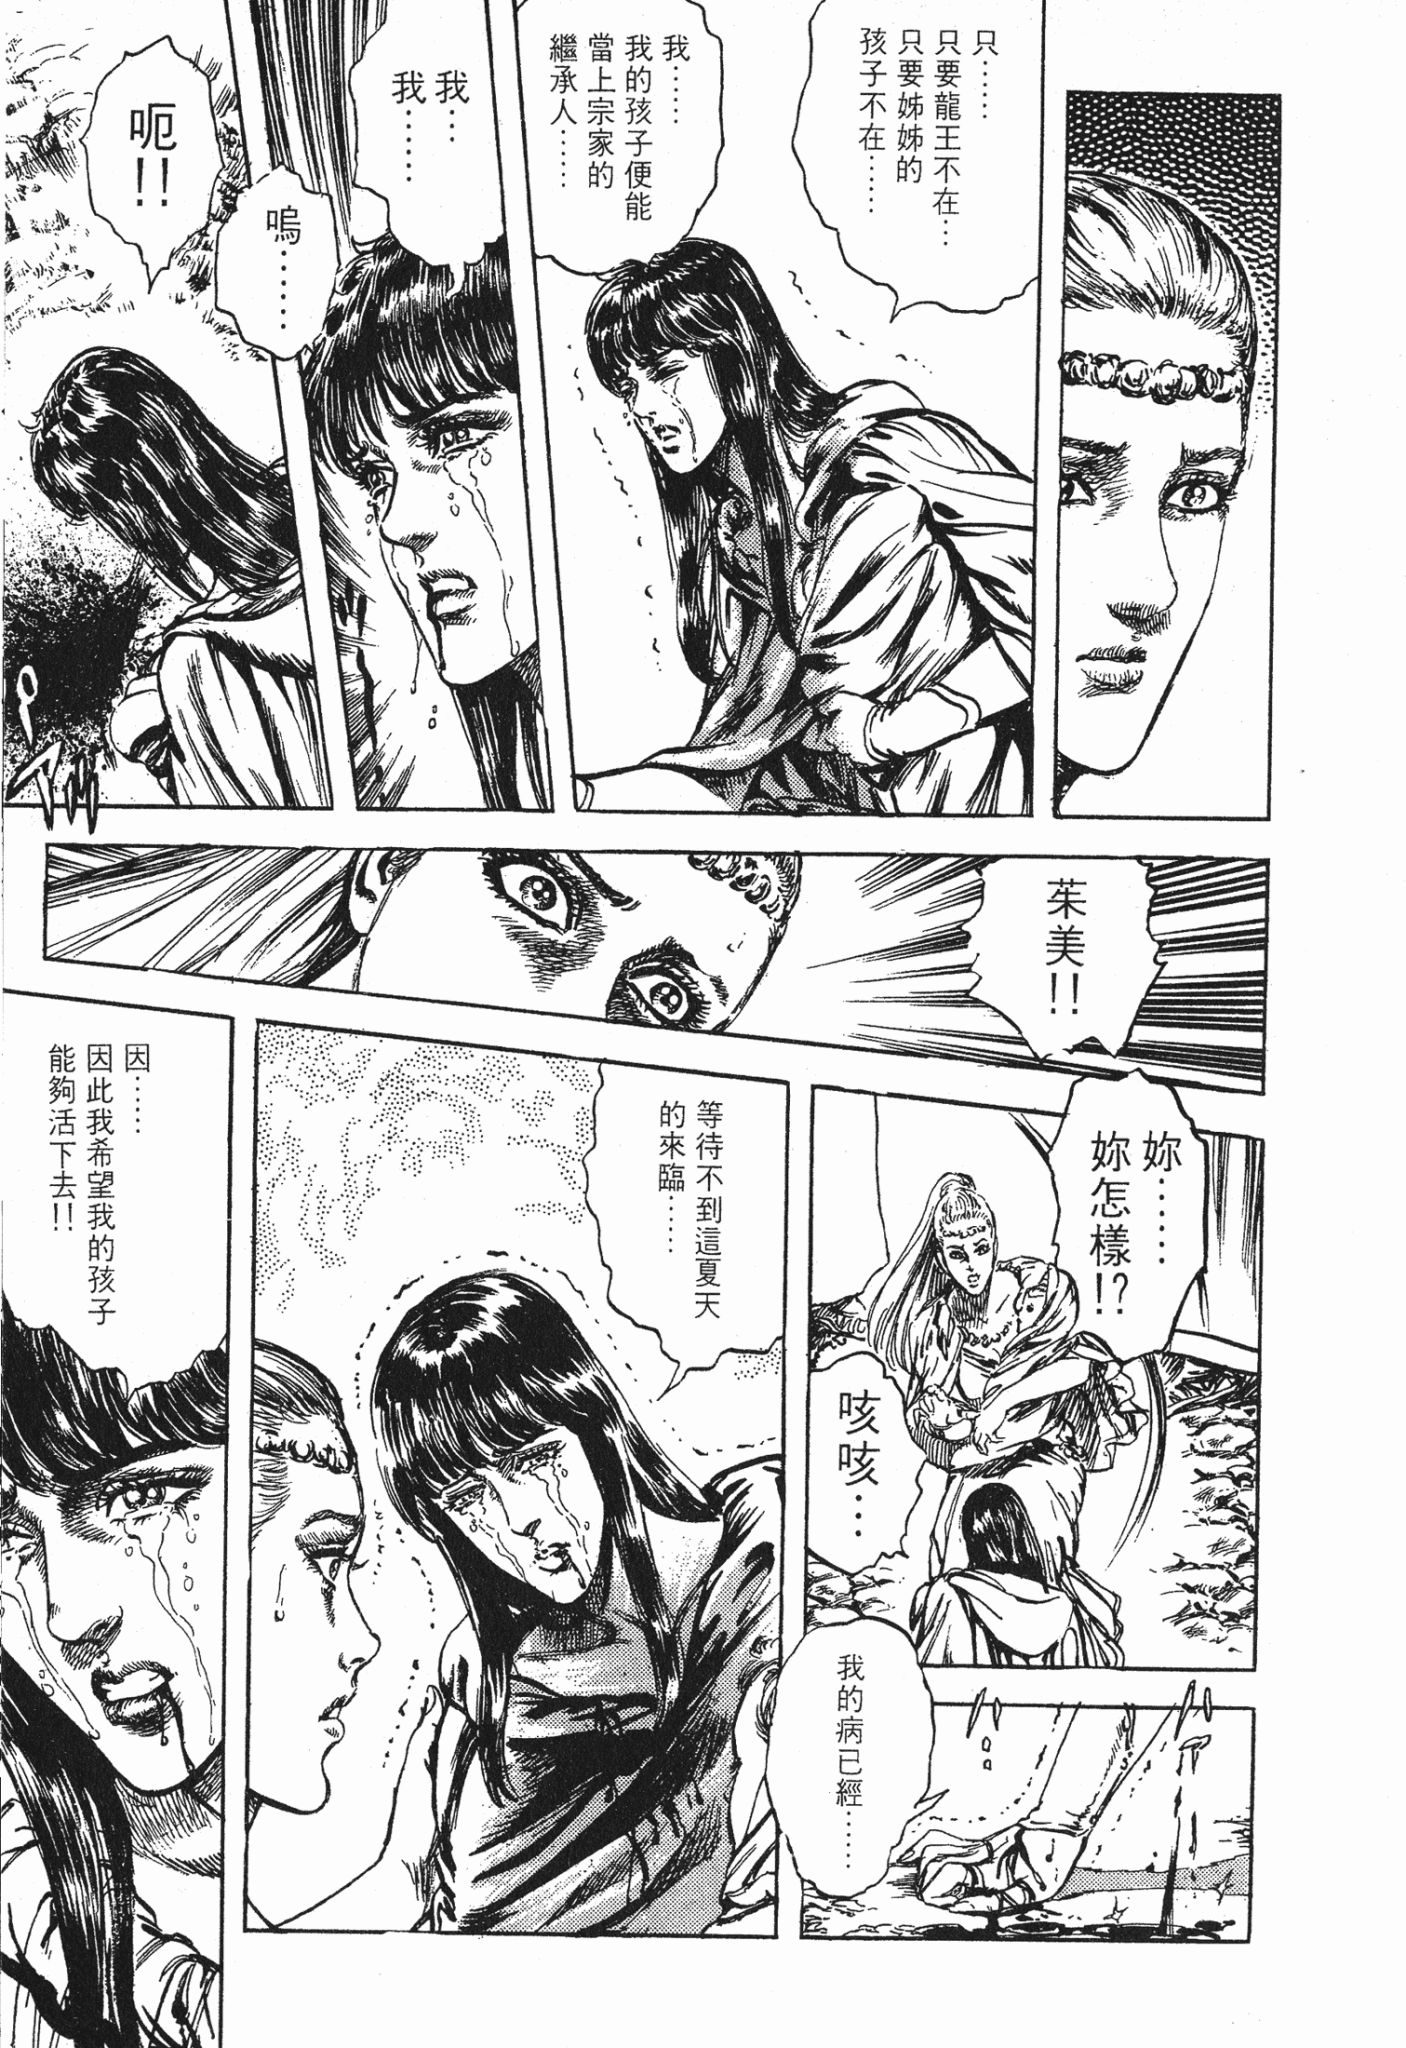 只……
只要龍王不在…
只要姊姊的
孩子不在……
我……
我的孩子便能
當上宗家的
繼承人……
我…
我……
嗚……
呃!!
茱美!!
妳……
妳怎樣!?
咳咳…
我的病已經……
等待不到這夏天
的來臨……
因……
因此我希望我的孩子
能夠活下去!!